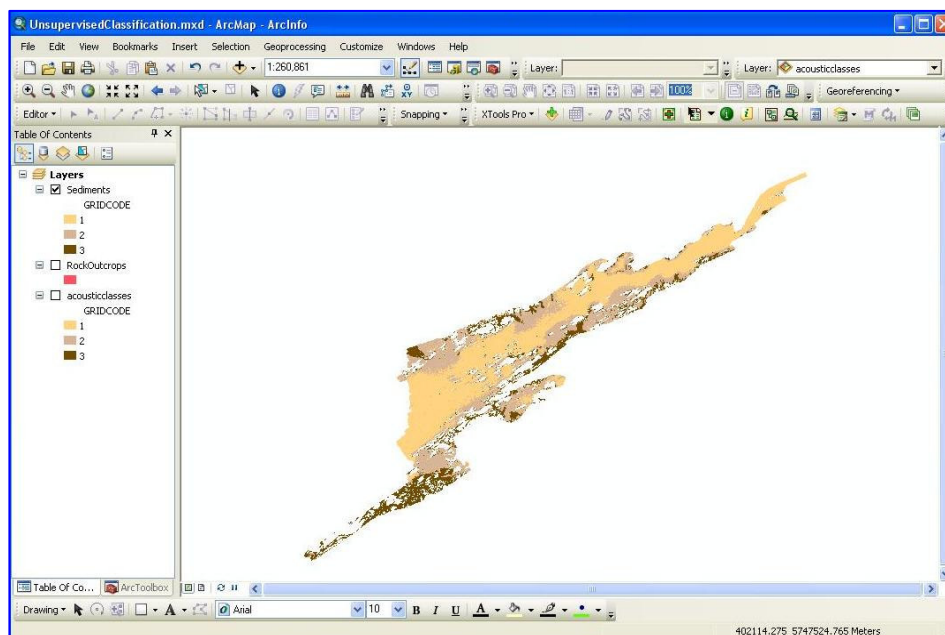 UnsupervisedClassification.mxd - ArcMap - ArcInfo
File Edit View Bookmarks Insert Selection Geoprocessing Customize Windows Help
1:260,861 Layer: Layer: acousticclasses
100% Georeferencing
Editor Snapping XTools Pro
Table Of Contents
Layers
Sediments
GRIDCODE
1
2
3
RockOutcrops
acousticclasses
GRIDCODE
1
2
3
Table Of Co... ArcToolbox
Drawing A Arial 10 B I U A
402114.275 5747524.765 Meters